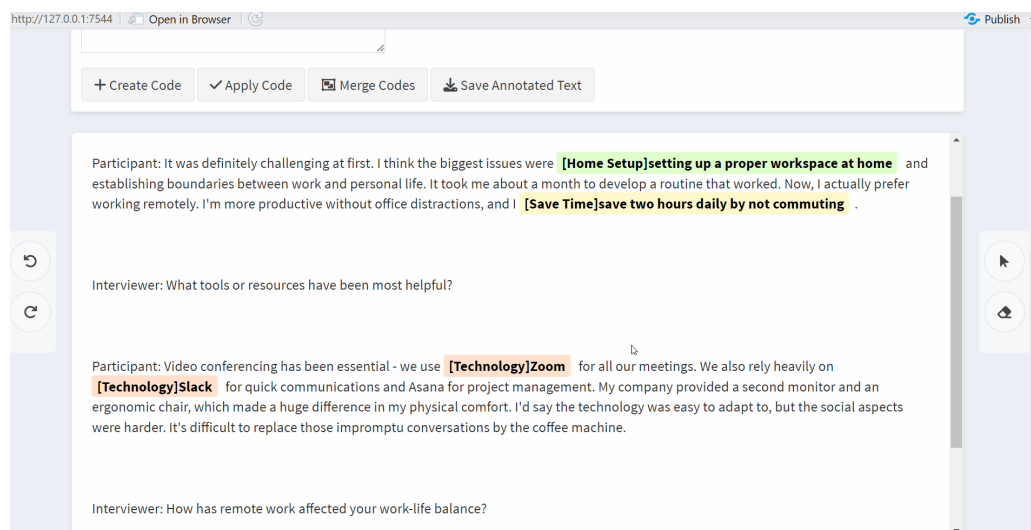 http://127.0.0.1:7544 Open in Browser Publish
Create Code Apply Code Merge Codes Save Annotated Text
Participant: It was definitely challenging at first. I think the biggest issues were [Home Setup]setting up a proper workspace at home and
establishing boundaries between work and personal life. It took me about a month to develop a routine that worked. Now, I actually prefer
working remotely. I'm more productive without office distractions, and I [Save Time]save two hours daily by not commuting .
Interviewer: What tools or resources have been most helpful?
Participant: Video conferencing has been essential - we use [Technology]Zoom for all our meetings. We also rely heavily on
[Technology]Slack for quick communications and Asana for project management. My company provided a second monitor and an
ergonomic chair, which made a huge difference in my physical comfort. I'd say the technology was easy to adapt to, but the social aspects
were harder. It's difficult to replace those impromptu conversations by the coffee machine.
Interviewer: How has remote work affected your work-life balance?